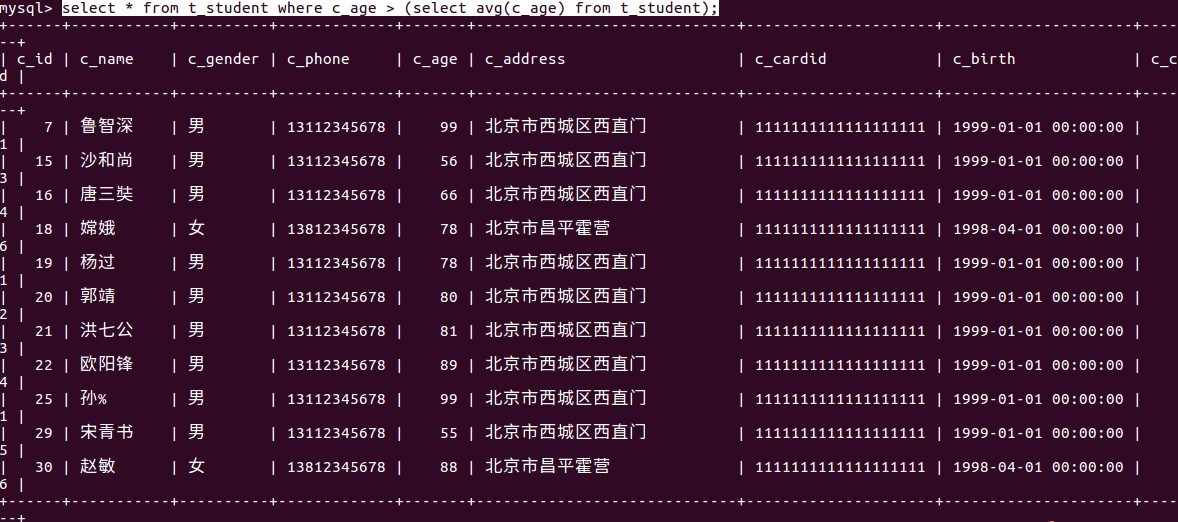 mysql> select * from t_student where c_age > (select avg(c_age) from t_student);
+------+-----------+----------+-------------+-------+-----------------------------+---------------------+---------------------+----
--+
| c_id | c_name | c_gender | c_phone | c_age | c_address | c_cardid | c_birth | c_c
d |
+------+-----------+----------+-------------+-------+-----------------------------+---------------------+---------------------+----
--+
| 7 | 鲁智深 | 男 | 13112345678 | 99 | 北京市西城区西直门 | 1111111111111111111 | 1999-01-01 00:00:00 |
1 |
| 15 | 沙和尚 | 男 | 13112345678 | 56 | 北京市西城区西直门 | 1111111111111111111 | 1999-01-01 00:00:00 |
3 |
| 16 | 唐三奘 | 男 | 13112345678 | 66 | 北京市西城区西直门 | 1111111111111111111 | 1999-01-01 00:00:00 |
4 |
| 18 | 嫦娥 | 女 | 13812345678 | 78 | 北京市昌平霍营 | 1111111111111111111 | 1998-04-01 00:00:00 |
6 |
| 19 | 杨过 | 男 | 13112345678 | 78 | 北京市西城区西直门 | 1111111111111111111 | 1999-01-01 00:00:00 |
1 |
| 20 | 郭靖 | 男 | 13112345678 | 80 | 北京市西城区西直门 | 1111111111111111111 | 1999-01-01 00:00:00 |
2 |
| 21 | 洪七公 | 男 | 13112345678 | 81 | 北京市西城区西直门 | 1111111111111111111 | 1999-01-01 00:00:00 |
3 |
| 22 | 欧阳锋 | 男 | 13112345678 | 89 | 北京市西城区西直门 | 1111111111111111111 | 1999-01-01 00:00:00 |
4 |
| 25 | 孙% | 男 | 13112345678 | 99 | 北京市西城区西直门 | 1111111111111111111 | 1999-01-01 00:00:00 |
1 |
| 29 | 宋青书 | 男 | 13112345678 | 55 | 北京市西城区西直门 | 1111111111111111111 | 1999-01-01 00:00:00 |
5 |
| 30 | 赵敏 | 女 | 13812345678 | 88 | 北京市昌平霍营 | 1111111111111111111 | 1998-04-01 00:00:00 |
6 |
+------+-----------+----------+-------------+-------+-----------------------------+---------------------+---------------------+----
--+